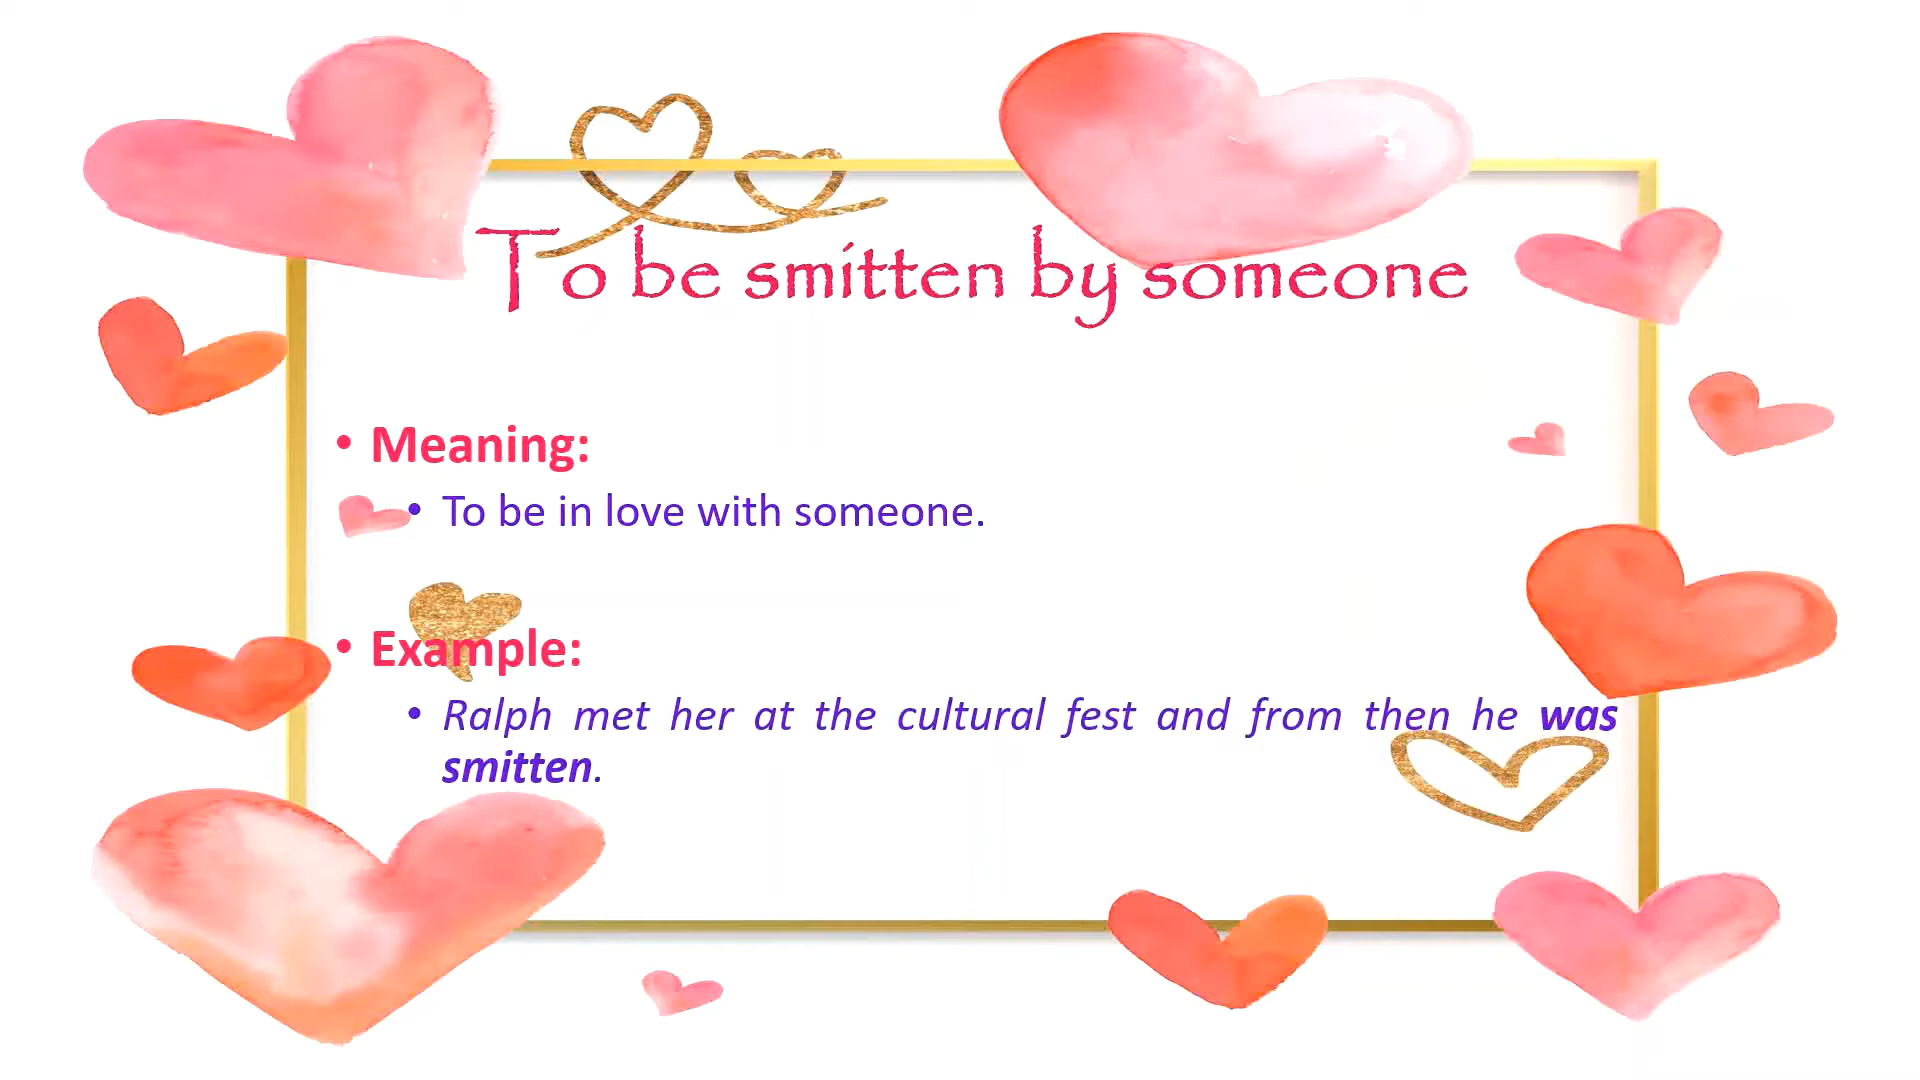 To be smitten by someone
• Meaning:
• To be in love with someone.
• Example:
• Ralph met her at the cultural fest and from then he was
smitten.